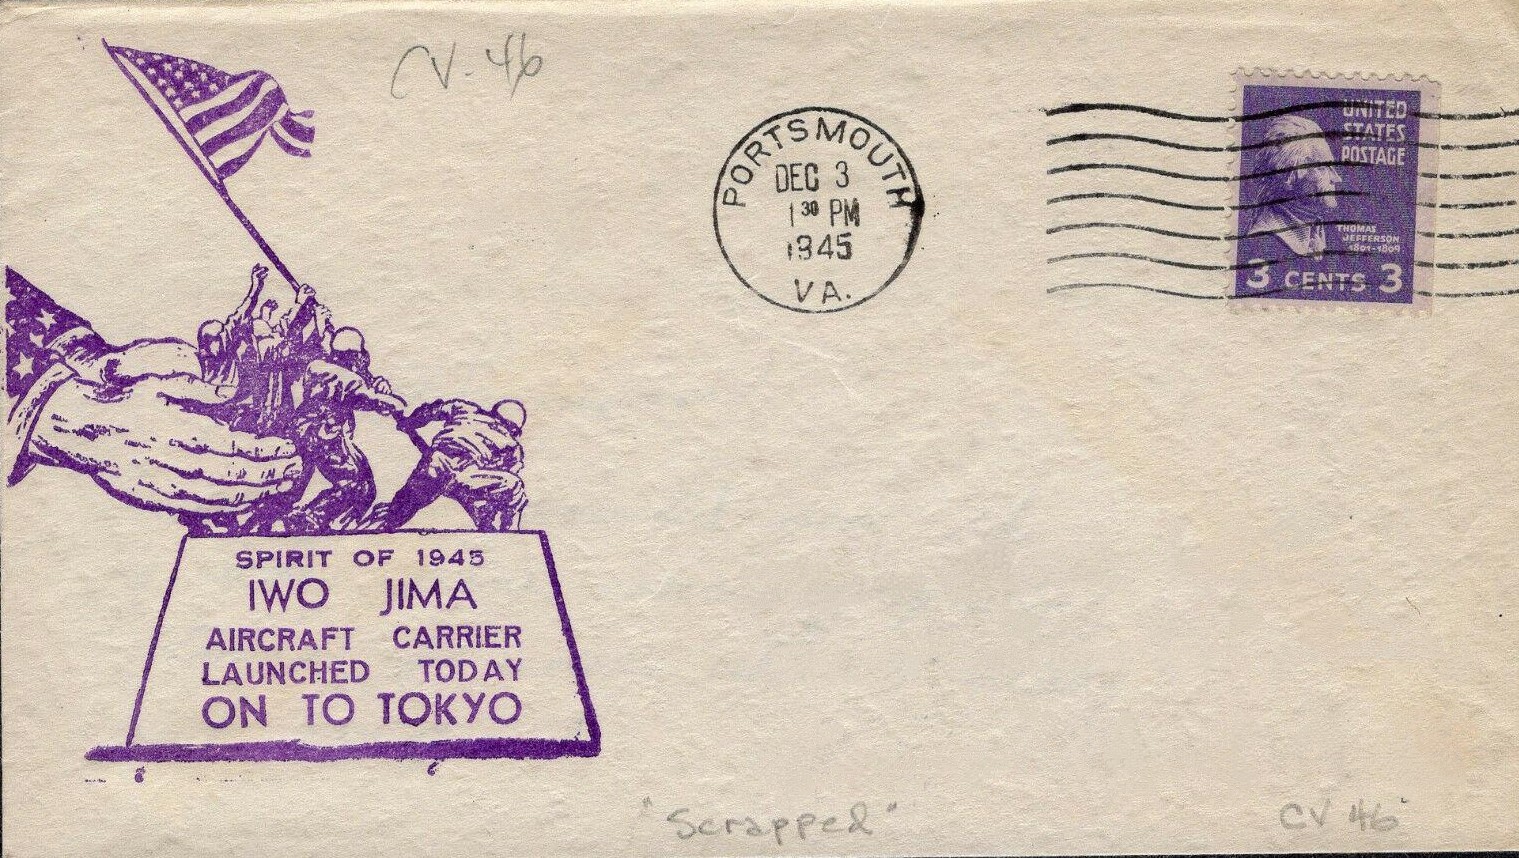 CV-46
PORTSMOUTH
DEC 3
1 30 PM
1945
VA.
UNITED
STATES
POSTAGE
THOMAS
JEFFERSON
1801-1809
3 CENTS 3
SPIRIT OF 1945
IWO JIMA
AIRCRAFT CARRIER
LAUNCHED TODAY
ON TO TOKYO
"Scrapped"
CV 46